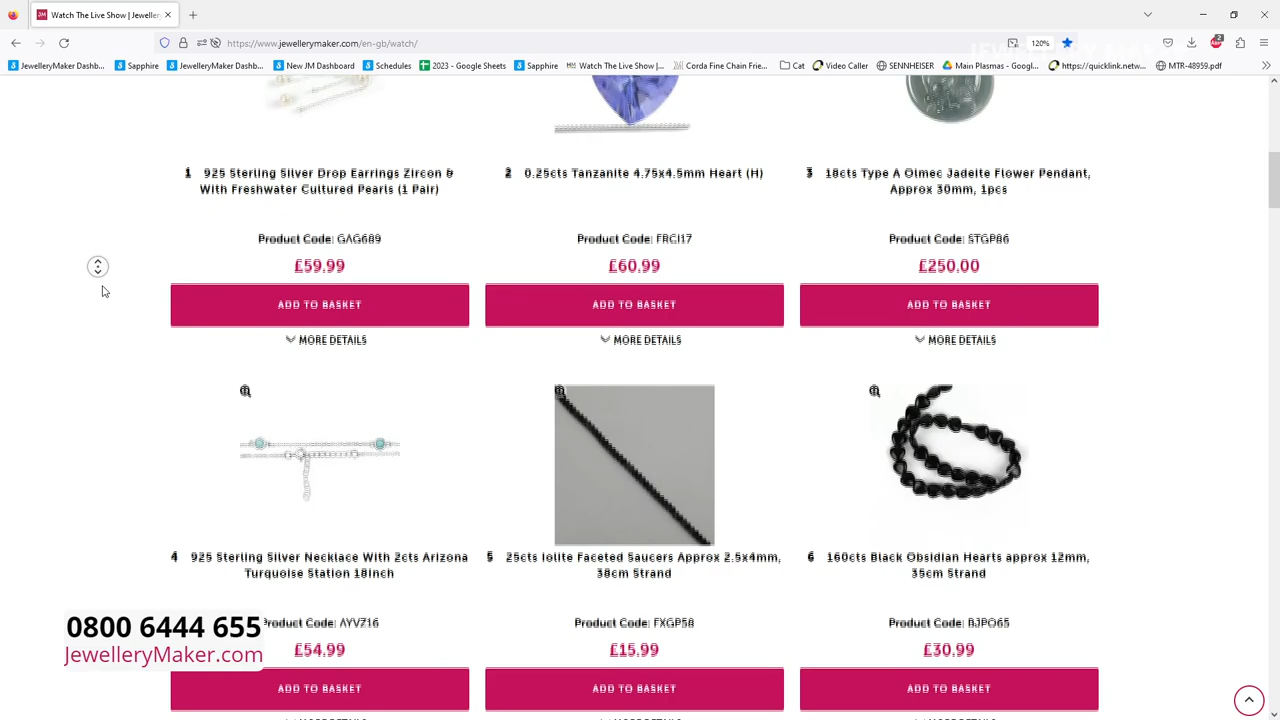 Watch The Live Show | Jeweller
https://www.jewellerymaker.com/en-gb/watch/
120%
2
JewelleryMaker Dashb...
Sapphire
JewelleryMaker Dashb...
New JM Dashboard
Schedules
2023 - Google Sheets
Sapphire
Watch The Live Show |...
Corda Fine Chain Frie...
Cat
Video Caller
SENNHEISER
Main Plasmas - Googl...
https://quicklink.netw...
MTR-48959.pdf
1 925 Sterling Silver Drop Earrings Zircon &
With Freshwater Cultured Pearls (1 Pair)
2 0.25cts Tanzanite 4.75x4.5mm Heart (H)
3 18cts Type A Olmec Jadeite Flower Pendant,
Approx 30mm, 1pcs
Product Code: GAG689
Product Code: FRCI17
Product Code: STGP86
£59.99
£60.99
£250.00
ADD TO BASKET
ADD TO BASKET
ADD TO BASKET
MORE DETAILS
MORE DETAILS
MORE DETAILS
4 925 Sterling Silver Necklace With 2cts Arizona
Turquoise Station 18Inch
5 25cts Iolite Faceted Saucers Approx 2.5x4mm,
38cm Strand
6 160cts Black Obsidian Hearts approx 12mm,
35cm Strand
Product Code: AYVZ16
Product Code: FXGP58
Product Code: BJPO65
0800 6444 655
JewelleryMaker.com
£54.99
£15.99
£30.99
ADD TO BASKET
ADD TO BASKET
ADD TO BASKET